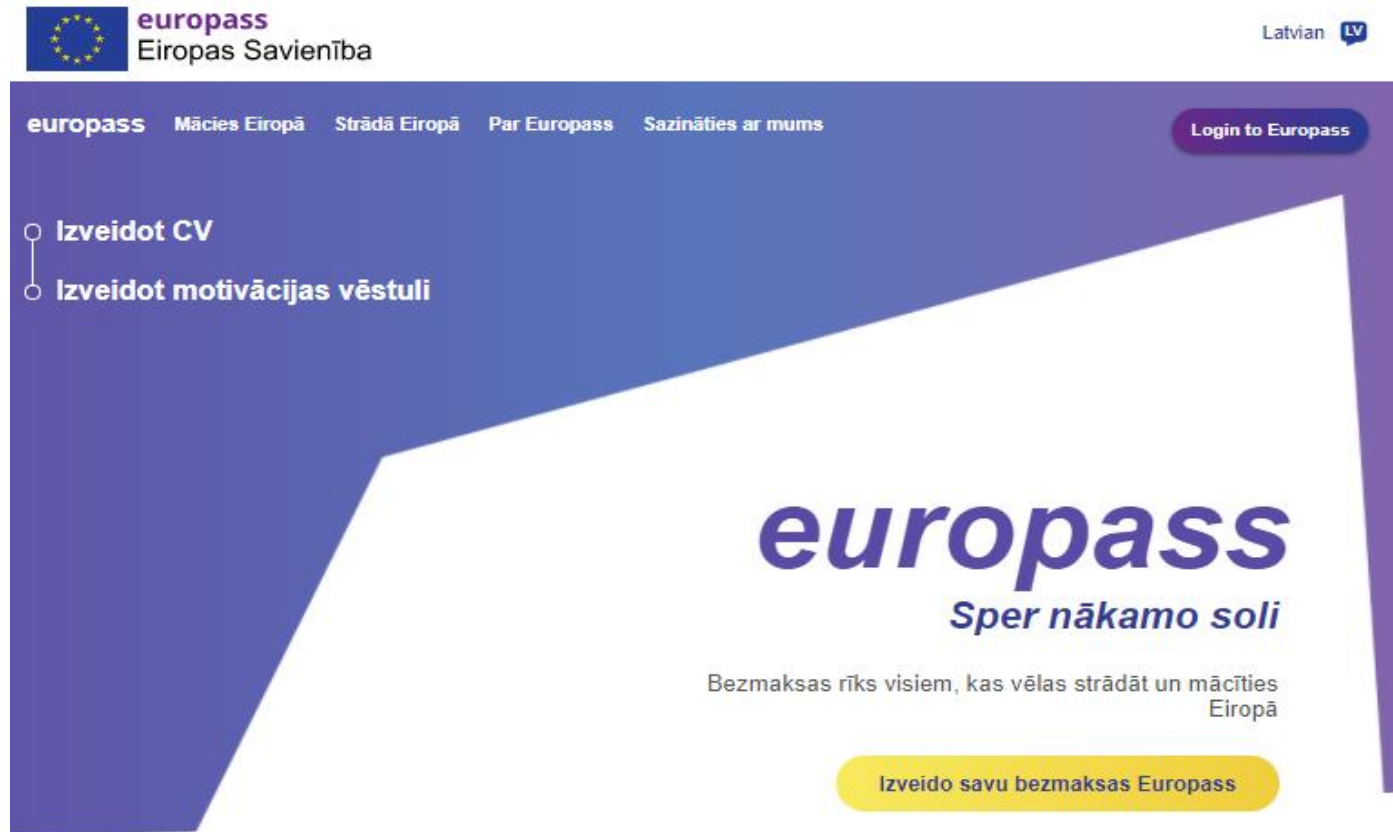 europass
Eiropas Savienība
Latvian LV
europass Mācies Eiropā Strādā Eiropā Par Europass Sazināties ar mums
Login to Europass
Izveidot CV
Izveidot motivācijas vēstuli
europass
Sper nākamo soli
Bezmaksas rīks visiem, kas vēlas strādāt un mācīties
Eiropā
Izveido savu bezmaksas Europass